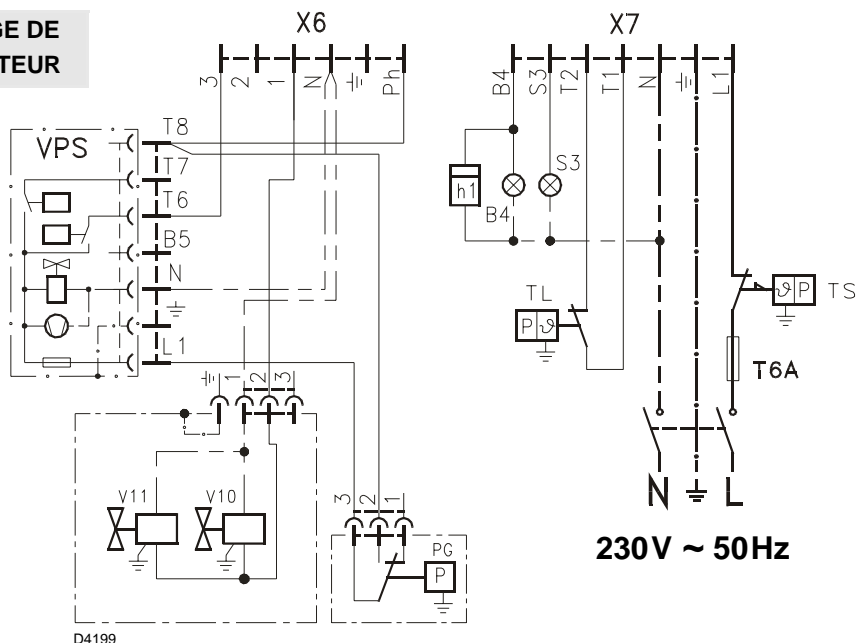 GE DE
TEUR
X6
3 2 1 N Ph
X7
B4 S3 T2 T1 N L1
VPS
T8
T7
T6
B5
N
L1
h1
B4
S3
TL
P ϑ
ϑ P TS
T6A
1 2 3
V11
V10
3 2 1
PG
P
N L
230V ~ 50Hz
D4199